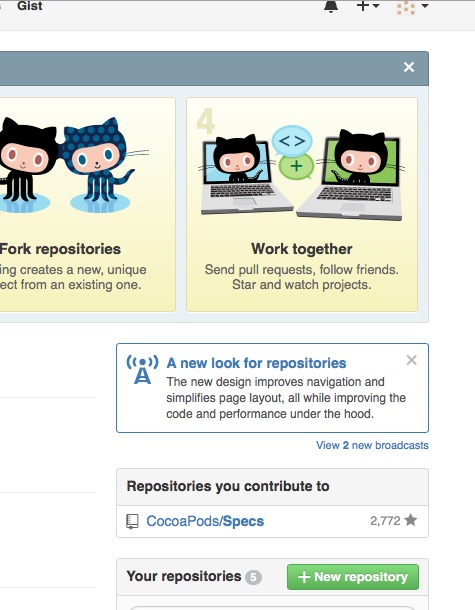 Gist
4
Fork repositories
ing creates a new, unique
ect from an existing one.
Work together
Send pull requests, follow friends.
Star and watch projects.
A new look for repositories
The new design improves navigation and
simplifies page layout, all while improving the
code and performance under the hood.
View 2 new broadcasts
Repositories you contribute to
CocoaPods/Specs 2,772
Your repositories 5
New repository